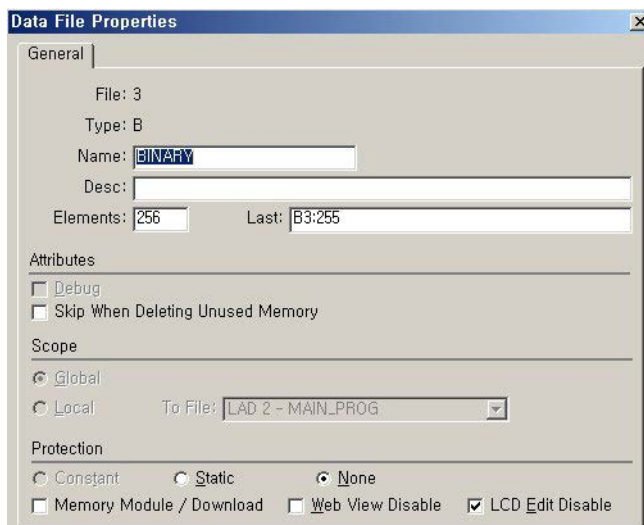 Data File Properties
General
File: 3
Type: B
Name: BINARY
Desc:
Elements: 256 Last: B3:255
Attributes
Debug
Skip When Deleting Unused Memory
Scope
Global
Local To File: LAD 2 - MAIN_PROG
Protection
Constant Static None
Memory Module / Download Web View Disable LCD Edit Disable